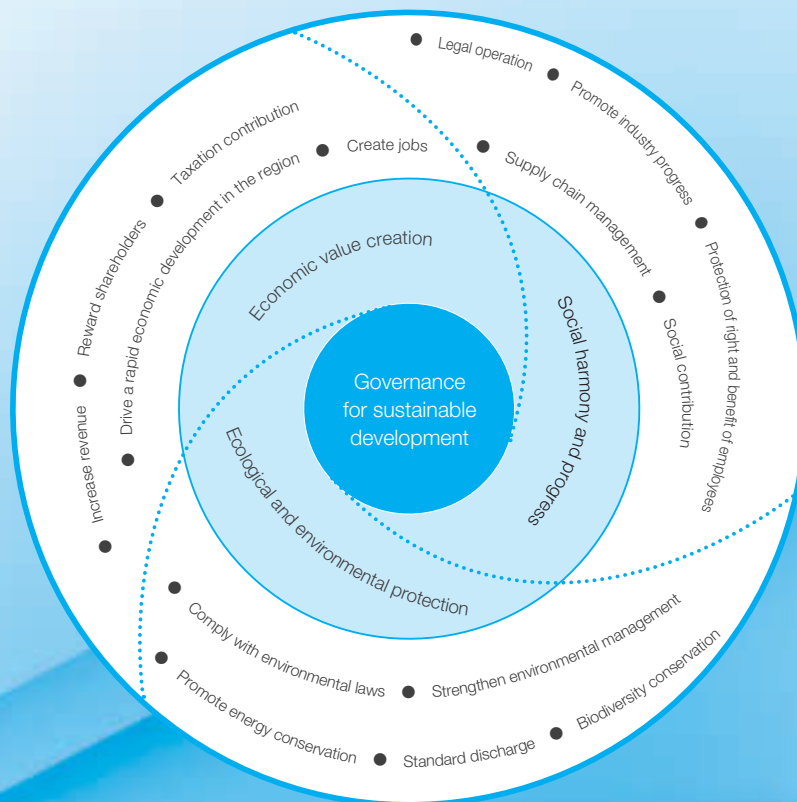 Governance
for sustainable
development
Economic value creation
Social harmony and progress
Ecological and environmental protection
Increase revenue
Reward shareholders
Taxation contribution
Drive a rapid economic development in the region
Create jobs
Legal operation
Promote industry progress
Protection of right and benefit of employees
Supply chain management
Social contribution
Comply with environmental laws
Strengthen environmental management
Promote energy conservation
Standard discharge
Biodiversity conservation